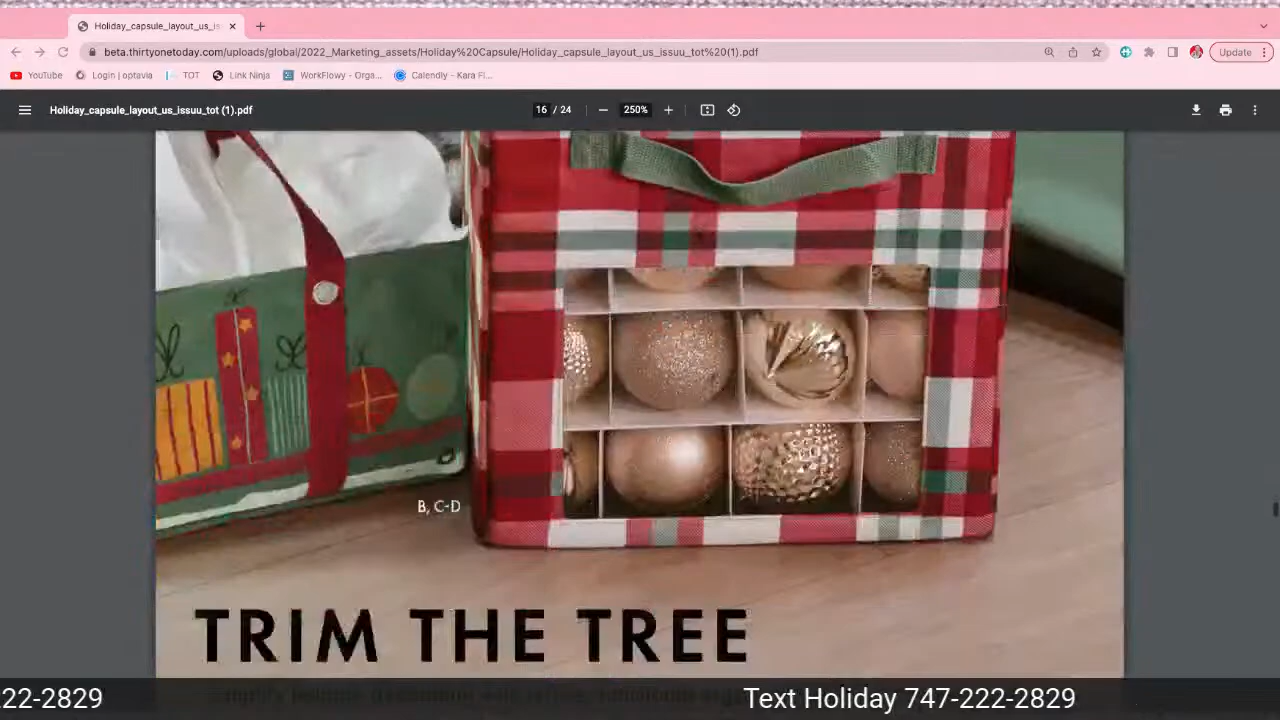 Holiday_capsule_layout_us_is
beta.thirtyonetoday.com/uploads/global/2022_Marketing_assets/Holiday%20Capsule/Holiday_capsule_layout_us_issuu_tot%20(1).pdf
Update
YouTube
Login | optavia
TOT
Link Ninja
WorkFlowy - Orga...
Calendly - Kara Fi...
Holiday_capsule_layout_us_issuu_tot (1).pdf
16 / 24
250%
B, C-D
TRIM THE TREE
222-2829
Text Holiday 747-222-2829